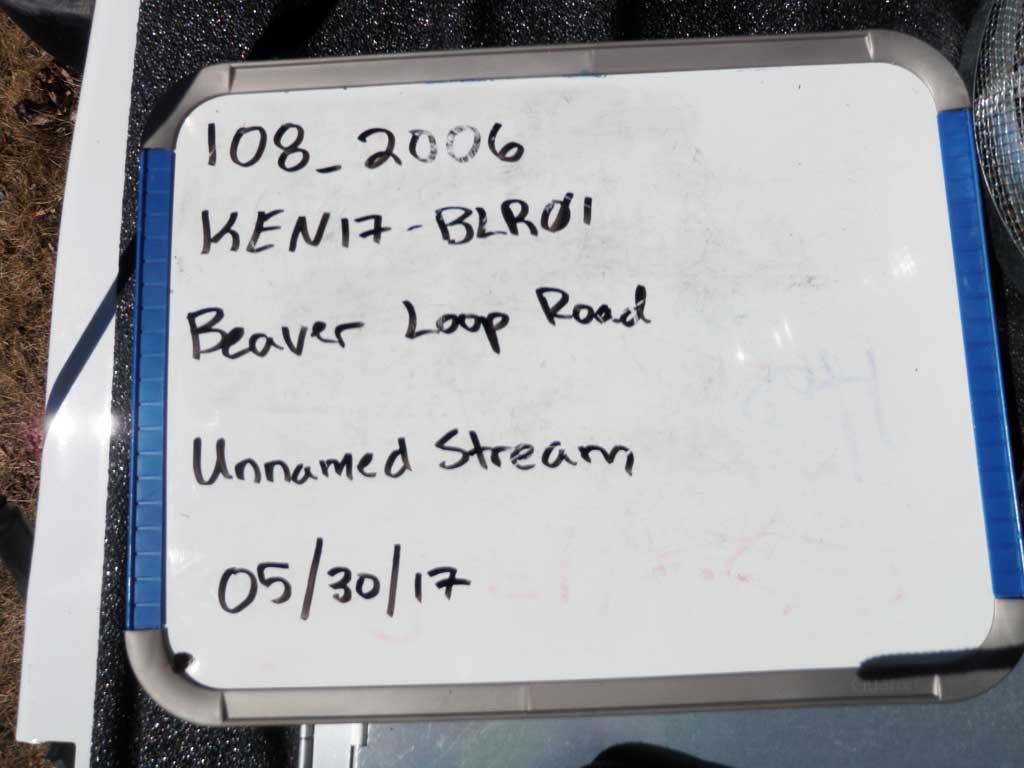 108_2006
KEN17-BLR01
Beaver Loop Road
Unnamed Stream
05/30/17